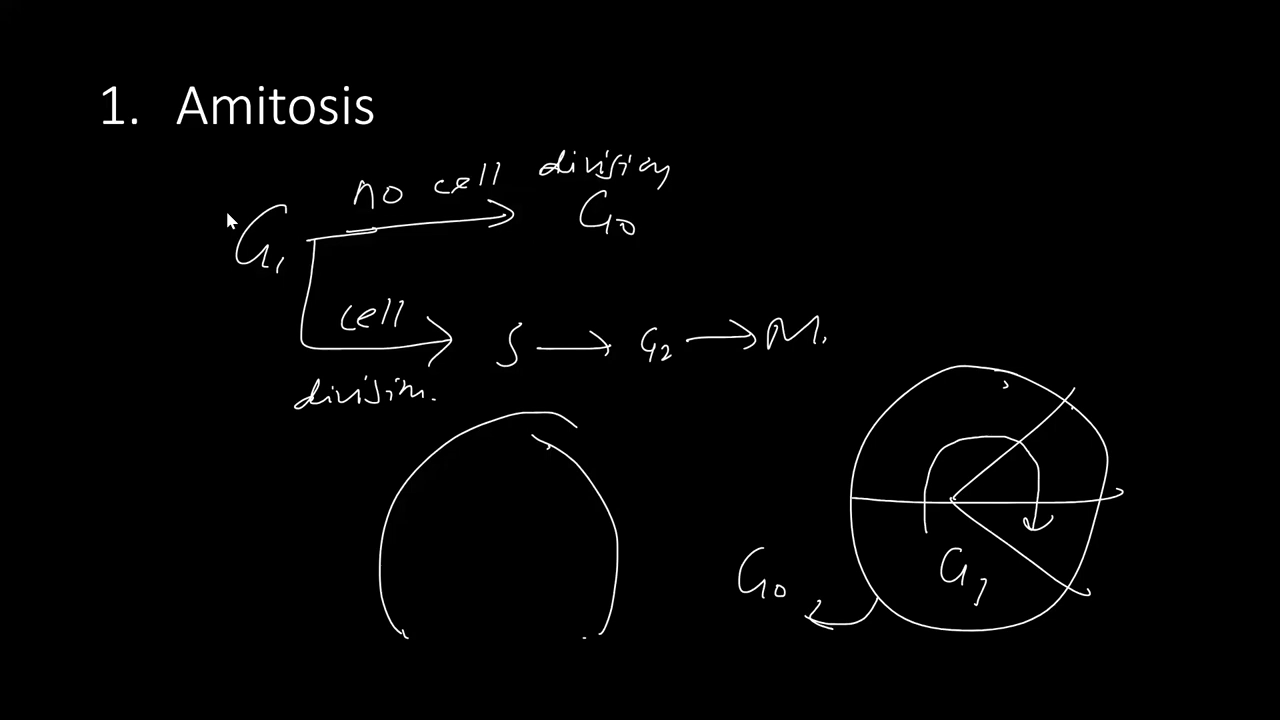 1. Amitosis
no cell division
G1
G0
cell
S G2 M.
division.
G0
G1